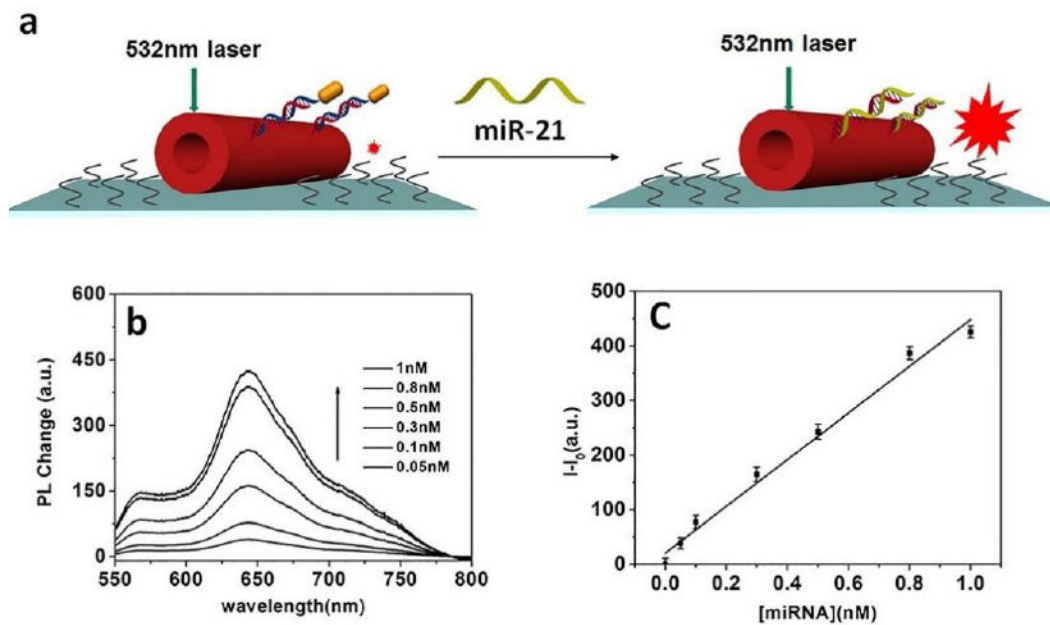 a
532nm laser
miR-21
532nm laser
b
PL Change (a.u.)
600
450
300
150
0
550 600 650 700 750 800
wavelength(nm)
1nM
0.8nM
0.5nM
0.3nM
0.1nM
0.05nM
C
I-I₀(a.u.)
500
400
300
200
100
0
0.0 0.2 0.4 0.6 0.8 1.0
[miRNA](nM)